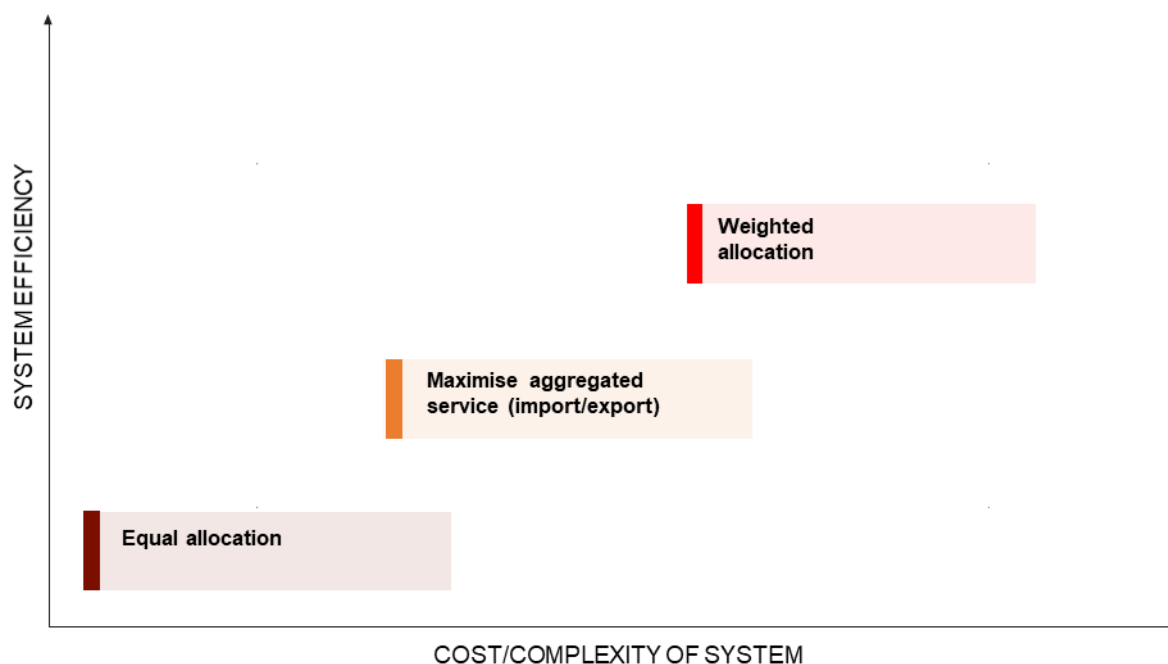 SYSTEM EFFICIENCY
Weighted
allocation
Maximise aggregated
service (import/export)
Equal allocation
COST/COMPLEXITY OF SYSTEM